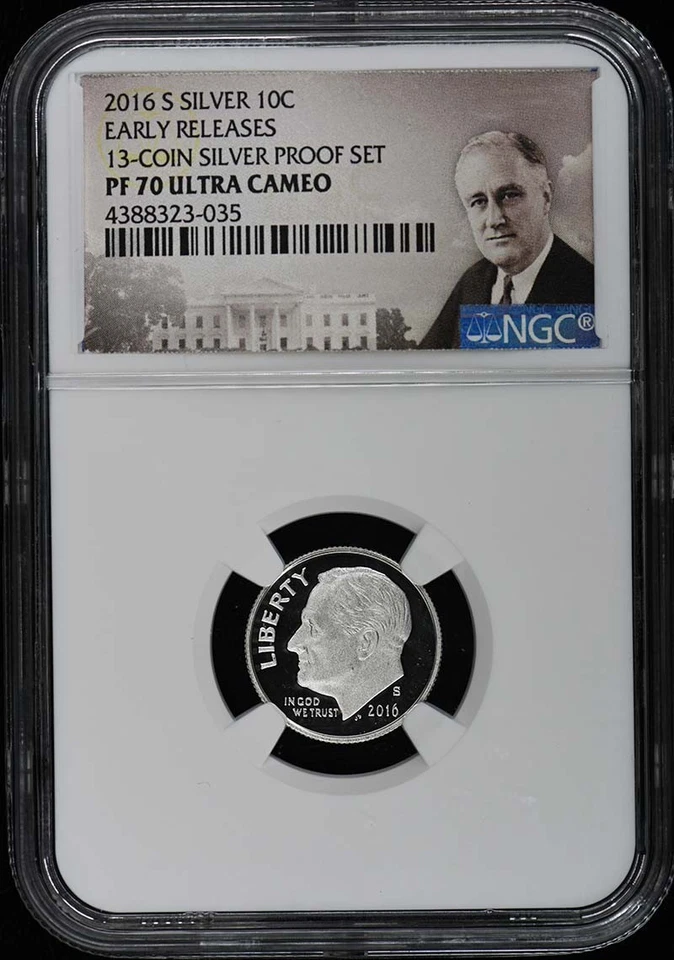 2016 S SILVER 10C
EARLY RELEASES
13-COIN SILVER PROOF SET
PF 70 ULTRA CAMEO
4388323-035
NGC®
LIBERTY
IN GOD
WE TRUST
JS
S
2016